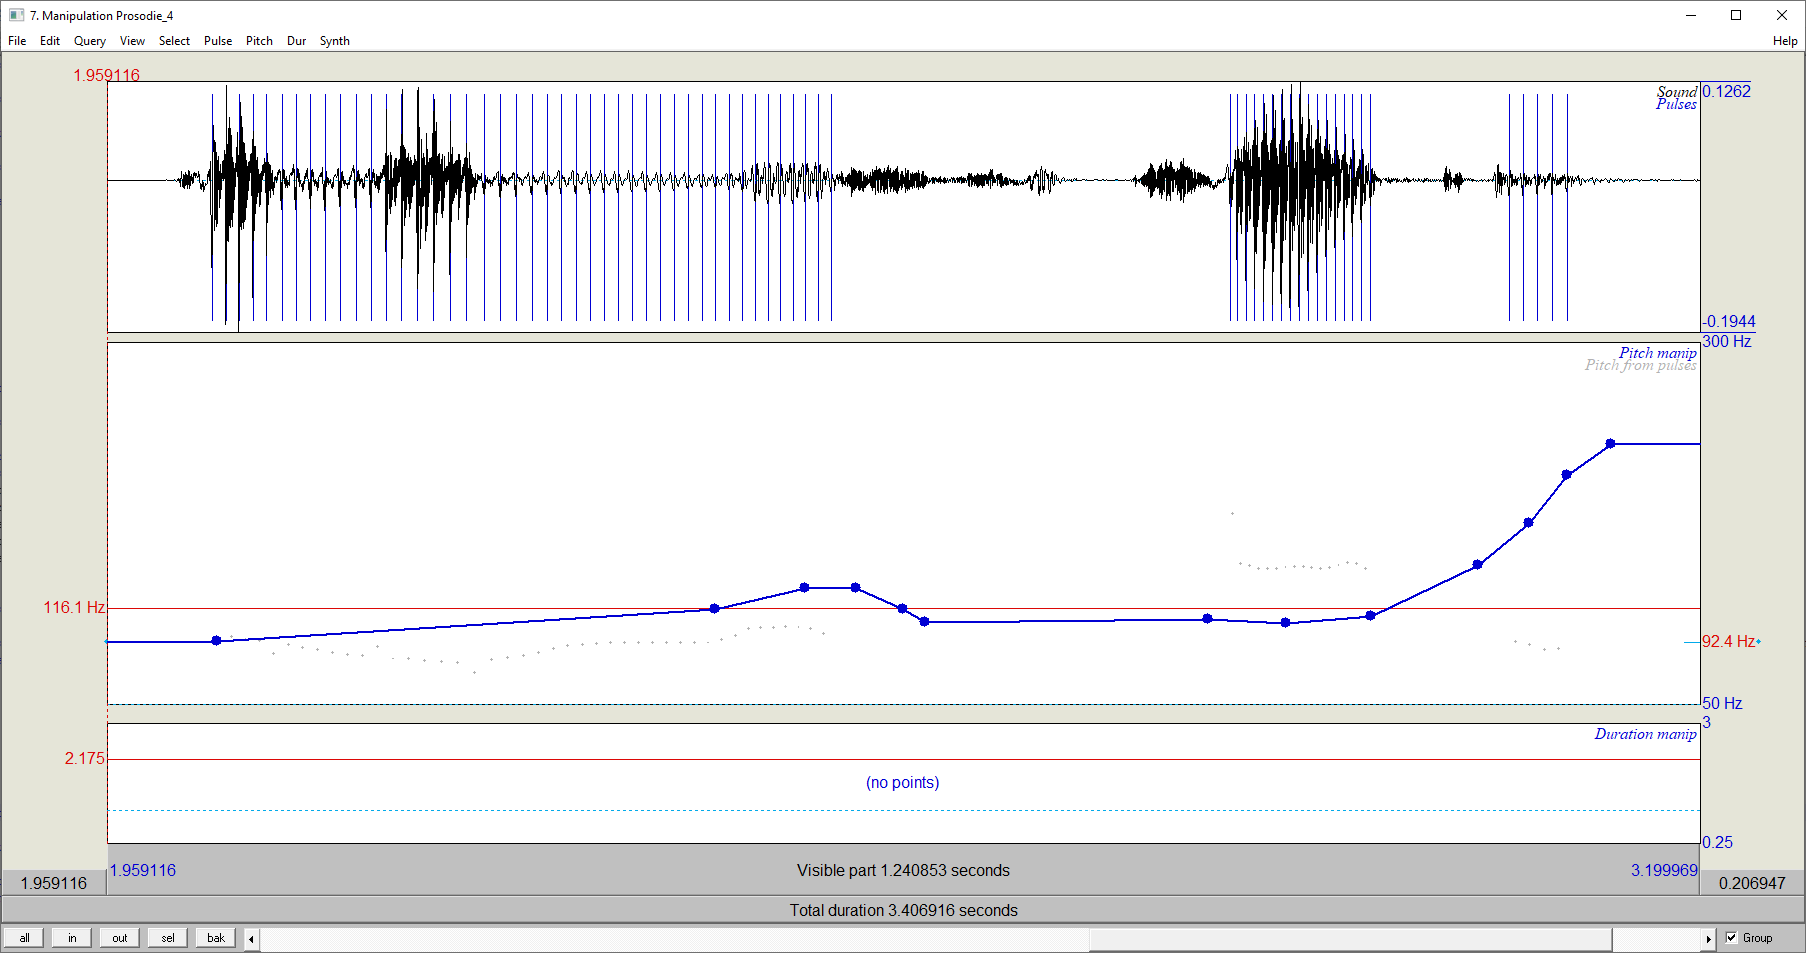 7. Manipulation Prosodie_4
File Edit Query View Select Pulse Pitch Dur Synth Help
1.959116
Sound 0.1262
Pulses
-0.1944
300 Hz
Pitch manip
Pitch from pulses
116.1 Hz
92.4 Hz
50 Hz
3
Duration manip
2.175
(no points)
0.25
1.959116 Visible part 1.240853 seconds 3.199969
1.959116 0.206947
Total duration 3.406916 seconds
all in out sel bak Group